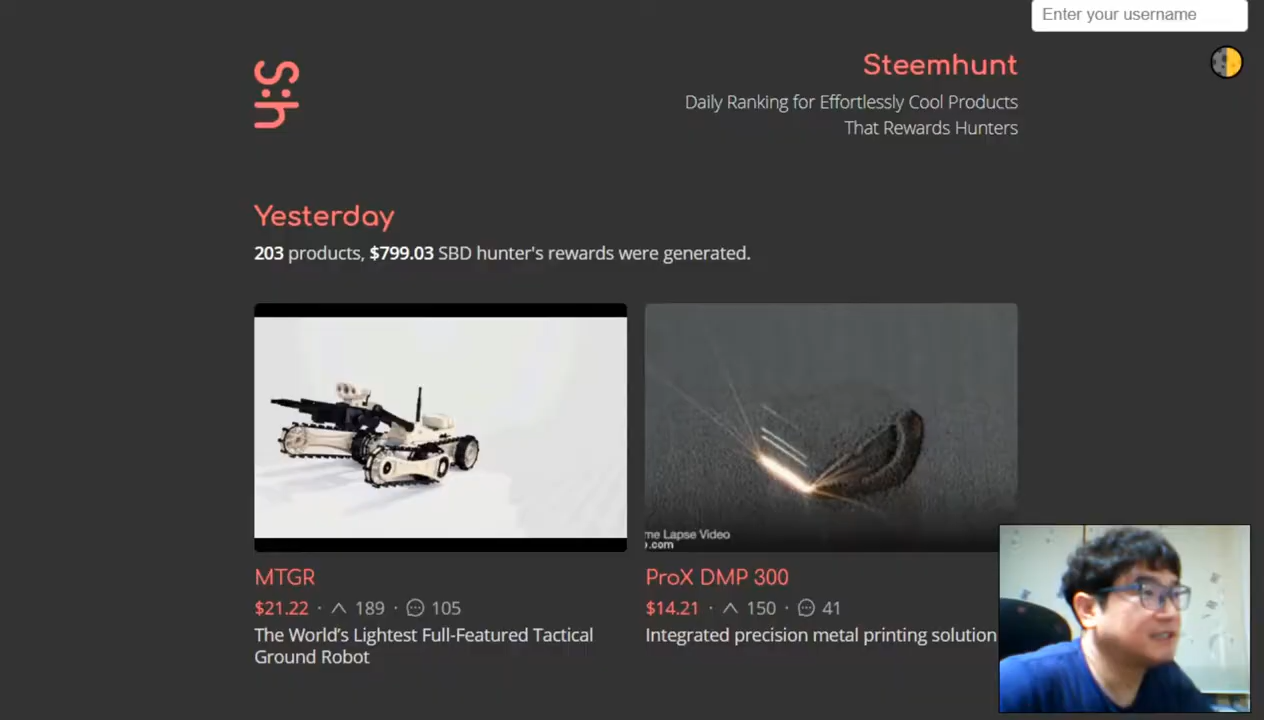 Enter your username
S:h
Steemhunt
Daily Ranking for Effortlessly Cool Products
That Rewards Hunters
Yesterday
203 products, $799.03 SBD hunter's rewards were generated.
me Lapse Video
.com
MTGR
$21.22 · 189 · 105
The World's Lightest Full-Featured Tactical
Ground Robot
ProX DMP 300
$14.21 · 150 · 41
Integrated precision metal printing solution